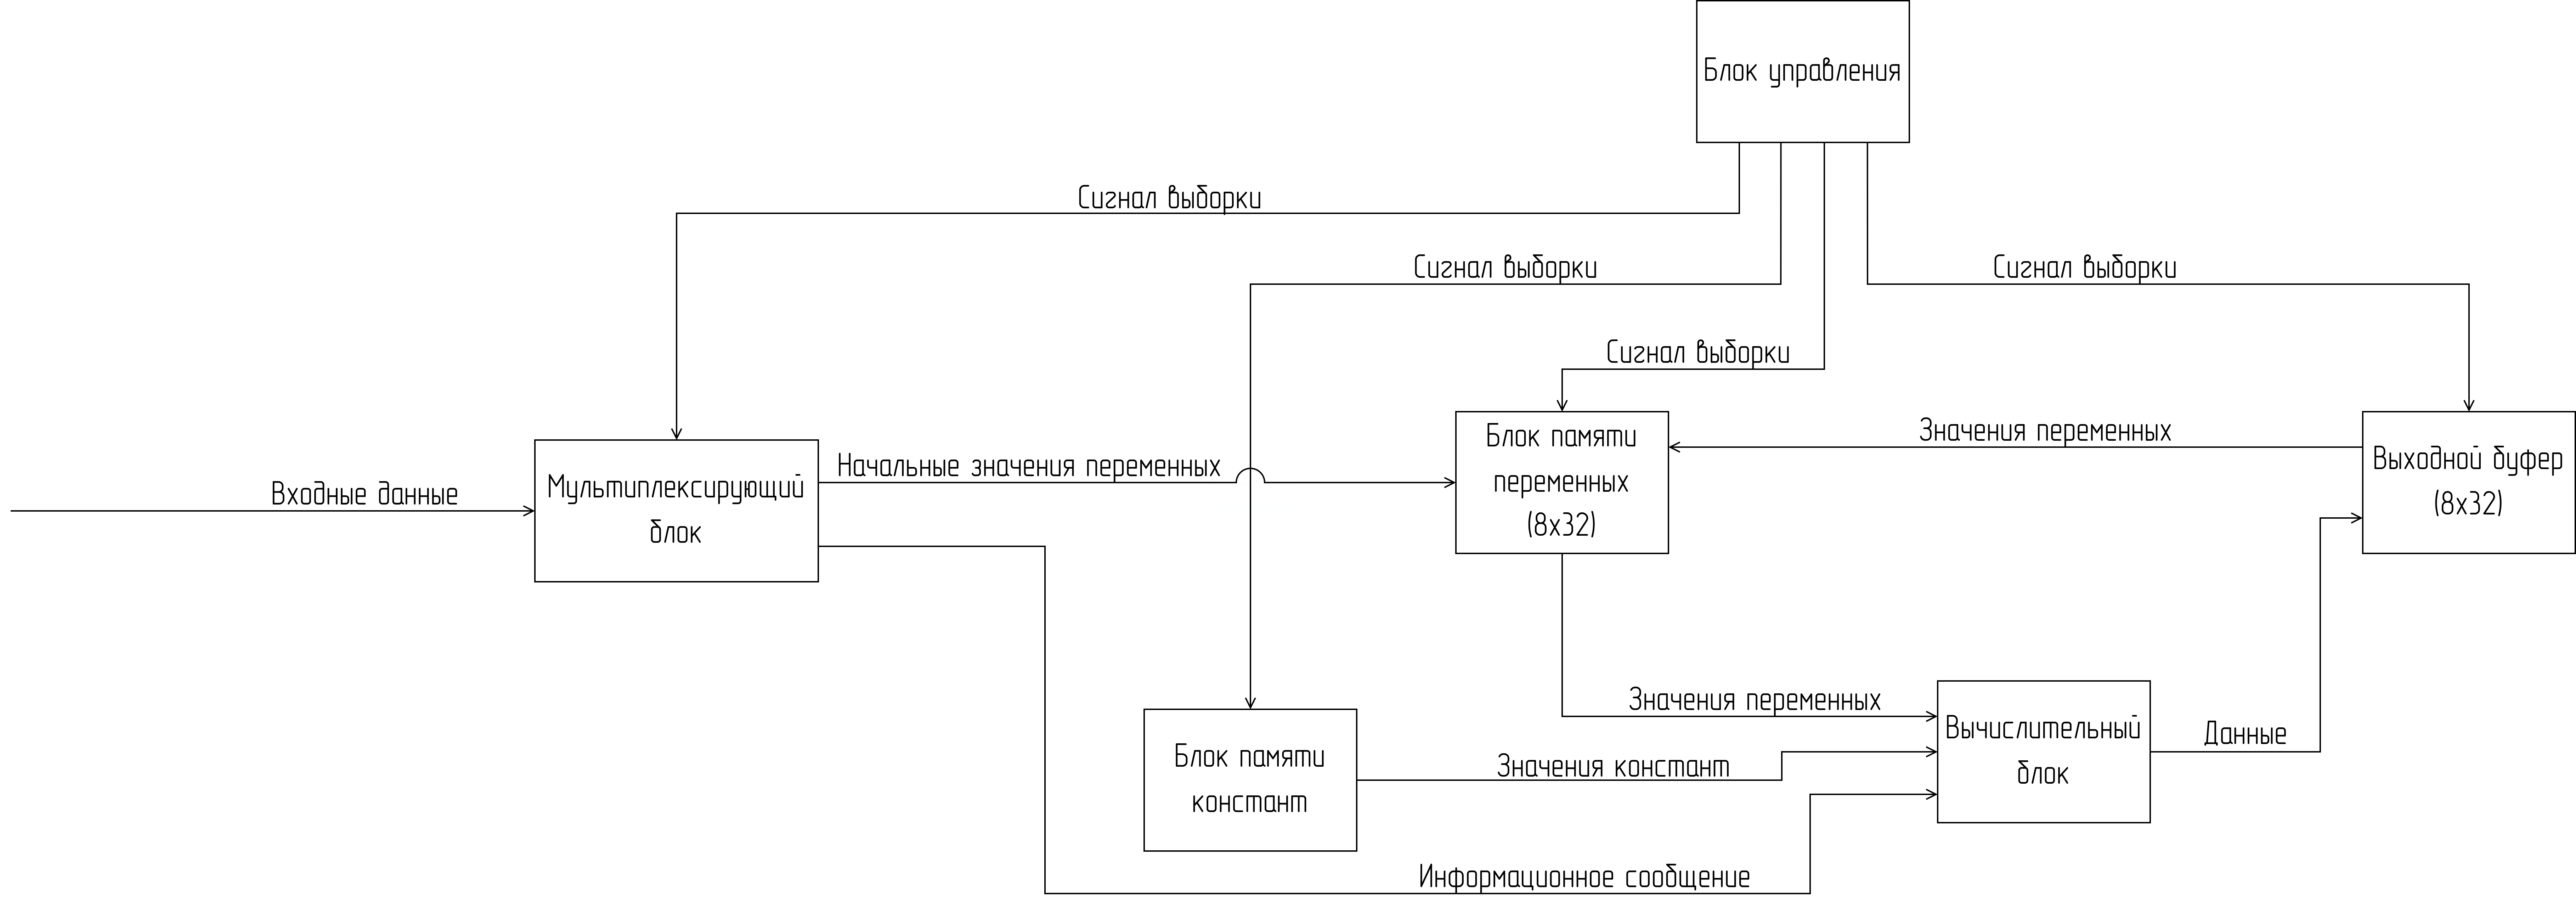 Блок управления
Сигнал выборки
Сигнал выборки
Сигнал выборки
Сигнал выборки
Входные данные
Мультиплексирующий
блок
Начальные значения переменных
Блок памяти
переменных
(8x32)
Значения переменных
Выходной буфер
(8x32)
Значения переменных
Блок памяти
констант
Значения констант
Вычислительный
блок
Данные
Информационное сообщение